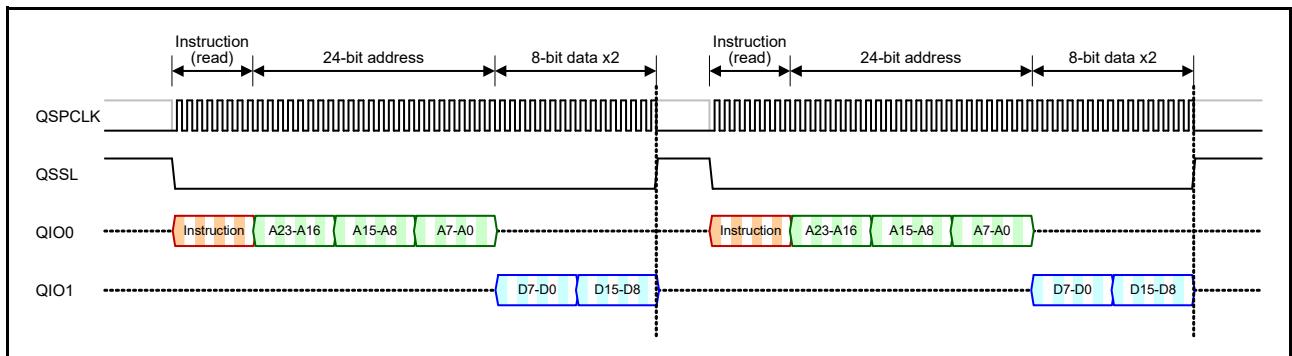 Instruction
(read)
24-bit address
8-bit data x2
Instruction
(read)
24-bit address
8-bit data x2
QSPCLK
QSSL
QIO0
Instruction
A23-A16
A15-A8
A7-A0
Instruction
A23-A16
A15-A8
A7-A0
QIO1
D7-D0
D15-D8
D7-D0
D15-D8